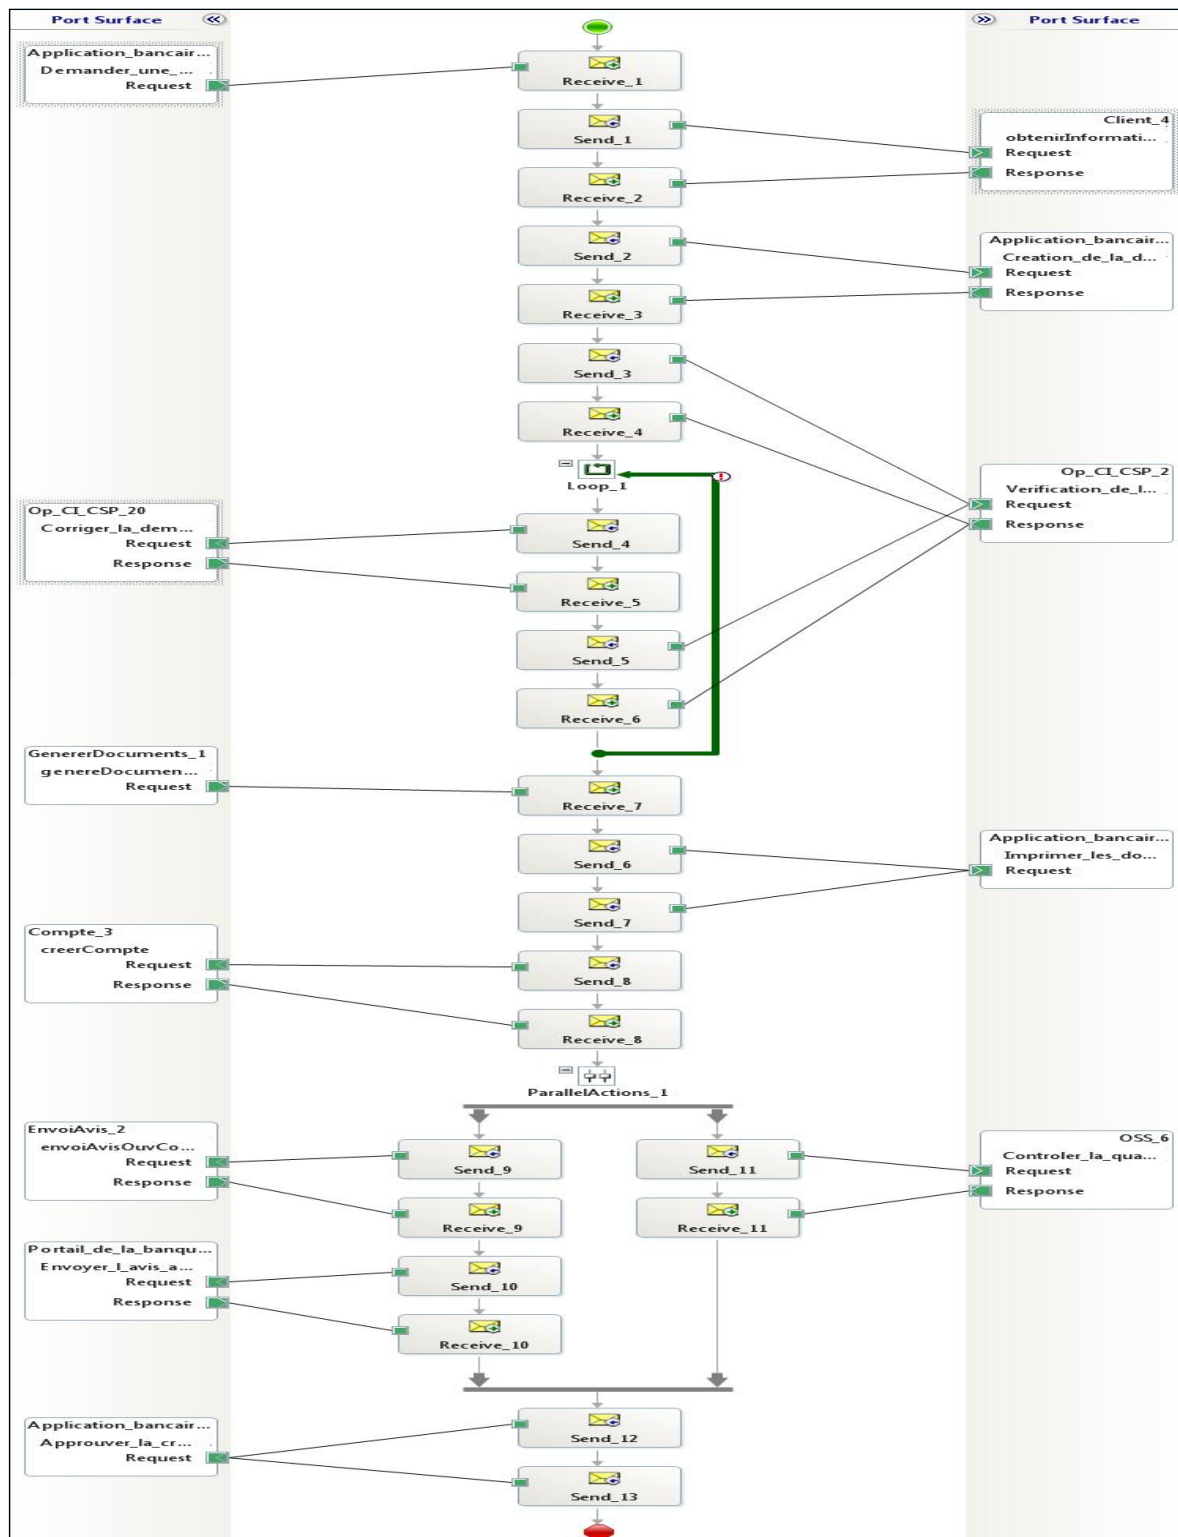 Port Surface
Port Surface
Application_bancair...
Demander_une_...
Request
Receive_1
Send_1
Client_4
obtenirInformati...
Request
Response
Receive_2
Send_2
Application_bancair...
Creation_de_la_d...
Request
Response
Receive_3
Send_3
Receive_4
Loop_1
Op_CI_CSP_2
Verification_de_l...
Request
Response
Op_CI_CSP_20
Corriger_la_dem...
Request
Response
Send_4
Receive_5
Send_5
Receive_6
GenererDocuments_1
genereDocumen...
Request
Receive_7
Send_6
Application_bancair...
Imprimer_les_do...
Request
Send_7
Compte_3
creerCompte
Request
Response
Send_8
Receive_8
ParallelActions_1
EnvoiAvis_2
envoiAvisOuvCo...
Request
Response
Send_9
Send_11
OSS_6
Controler_la_qua...
Request
Response
Receive_9
Receive_11
Portail_de_la_banqu...
Envoyer_l_avis_a...
Request
Response
Send_10
Receive_10
Application_bancair...
Approuver_la_cr...
Request
Send_12
Send_13